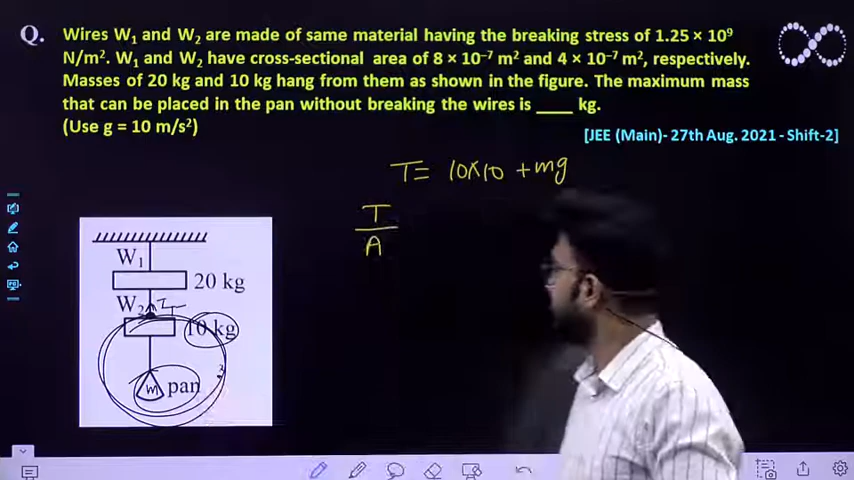 Q. Wires W₁ and W₂ are made of same material having the breaking stress of 1.25 × 10⁹
N/m². W₁ and W₂ have cross-sectional area of 8 × 10⁻⁷ m² and 4 × 10⁻⁷ m², respectively.
Masses of 20 kg and 10 kg hang from them as shown in the figure. The maximum mass
that can be placed in the pan without breaking the wires is ____ kg.
(Use g = 10 m/s²)
[JEE (Main)- 27th Aug. 2021 - Shift-2]
T = 10×10 + mg
T
A
W₁
20 kg
W₂ T
10 kg
m pan